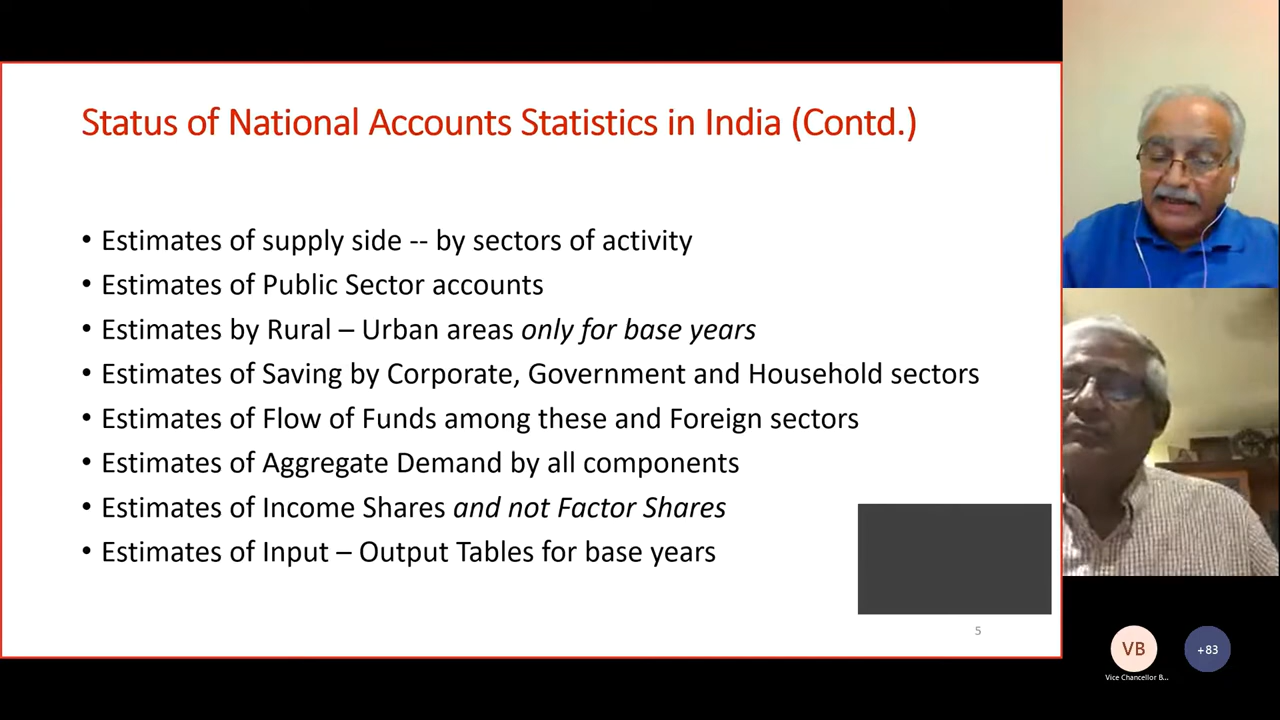 Status of National Accounts Statistics in India (Contd.)
• Estimates of supply side -- by sectors of activity
• Estimates of Public Sector accounts
• Estimates by Rural – Urban areas only for base years
• Estimates of Saving by Corporate, Government and Household sectors
• Estimates of Flow of Funds among these and Foreign sectors
• Estimates of Aggregate Demand by all components
• Estimates of Income Shares and not Factor Shares
• Estimates of Input – Output Tables for base years
5
VB
+83
Vice Chancellor B...